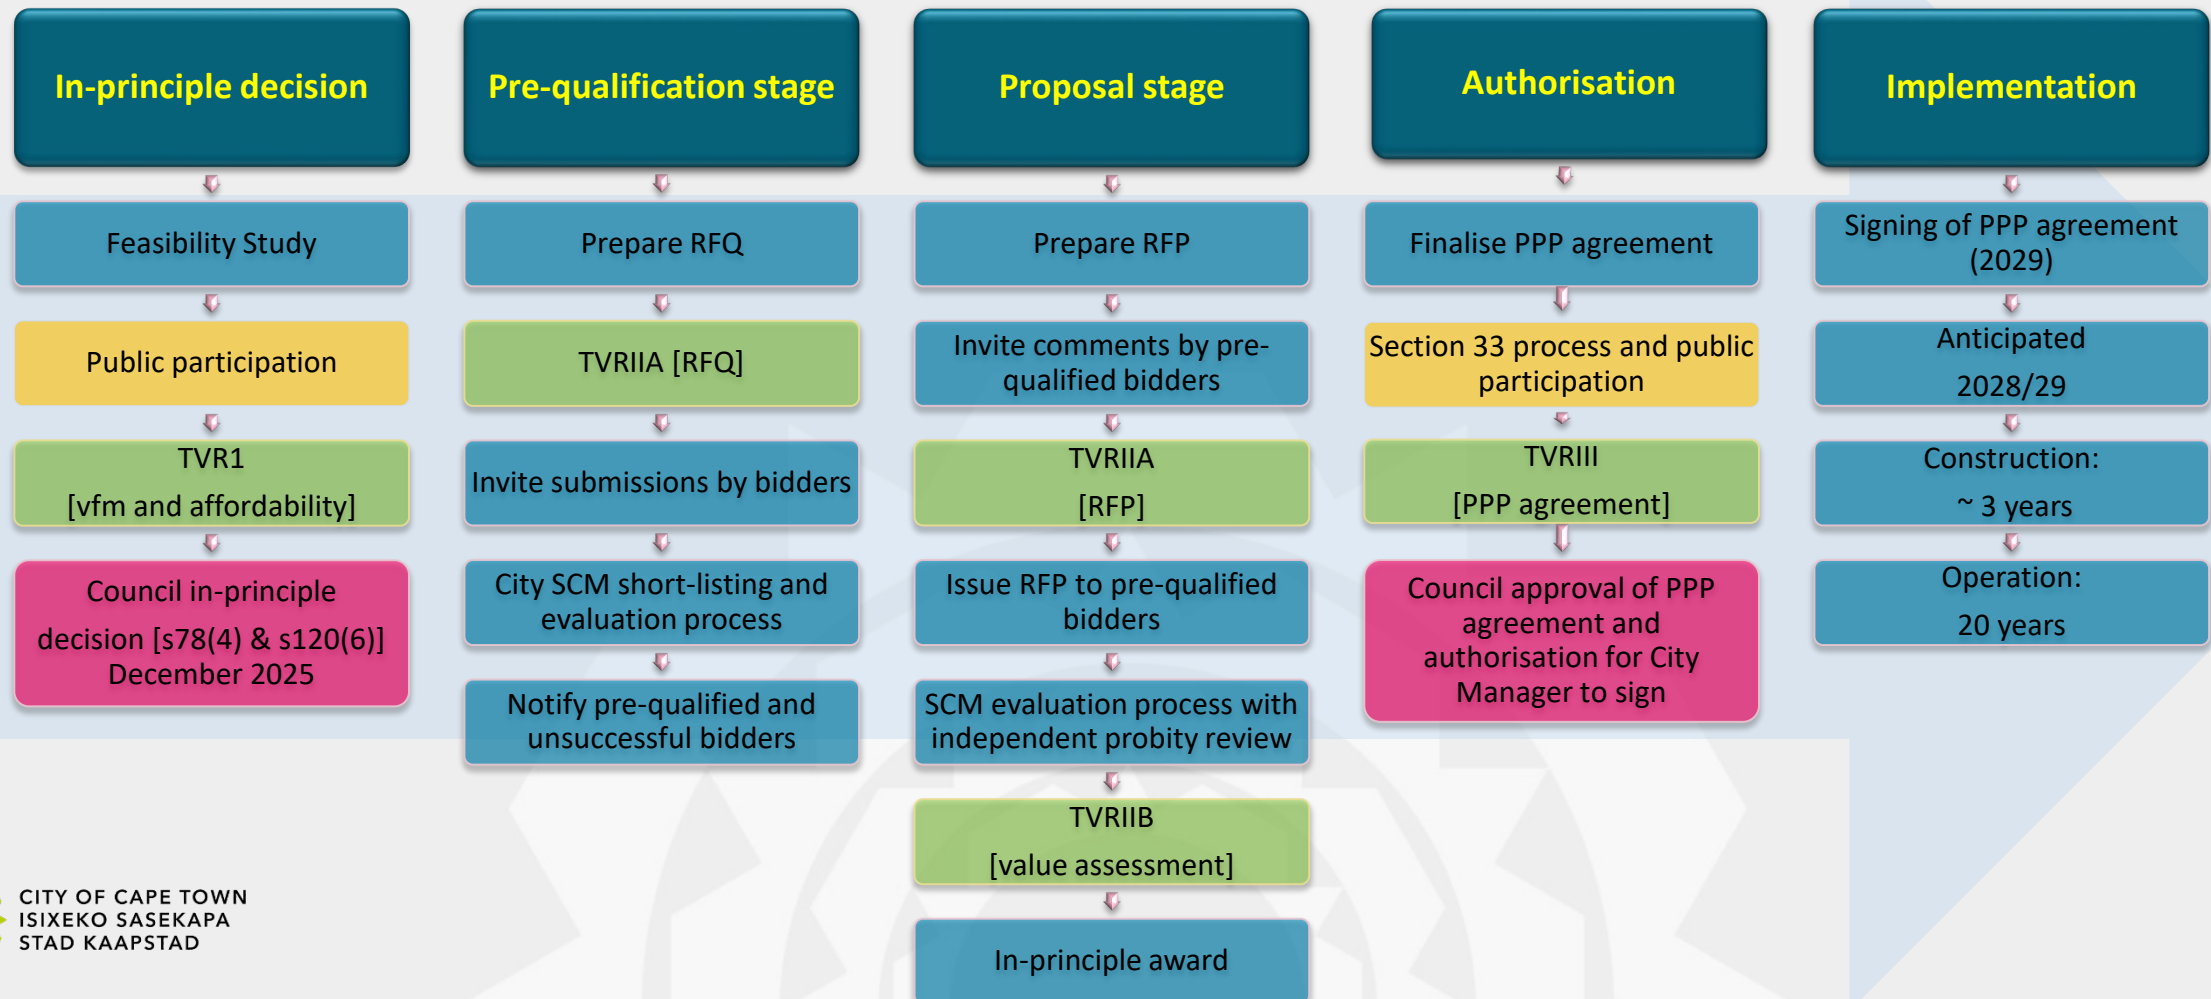 In-principle decision
Feasibility Study
Public participation
TVR1
[vfm and affordability]
Council in-principle
decision [s78(4) & s120(6)]
December 2025
Pre-qualification stage
Prepare RFQ
TVRIIA [RFQ]
Invite submissions by bidders
City SCM short-listing and
evaluation process
Notify pre-qualified and
unsuccessful bidders
Proposal stage
Prepare RFP
Invite comments by pre-
qualified bidders
TVRIIA
[RFP]
Issue RFP to pre-qualified
bidders
SCM evaluation process with
independent probity review
TVRIIB
[value assessment]
In-principle award
Authorisation
Finalise PPP agreement
Section 33 process and public
participation
TVRIII
[PPP agreement]
Council approval of PPP
agreement and
authorisation for City
Manager to sign
Implementation
Signing of PPP agreement
(2029)
Anticipated
2028/29
Construction:
~ 3 years
Operation:
20 years
CITY OF CAPE TOWN
ISIXEKO SASEKAPA
STAD KAAPSTAD